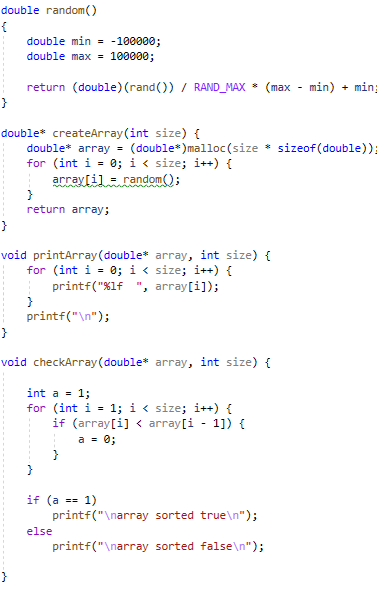 double random()
{
    double min = -100000;
    double max = 100000;

    return (double)(rand()) / RAND_MAX * (max - min) + min;
}

double* createArray(int size) {
    double* array = (double*)malloc(size * sizeof(double));
    for (int i = 0; i < size; i++) {
        array[i] = random();
    }
    return array;
}

void printArray(double* array, int size) {
    for (int i = 0; i < size; i++) {
        printf("%lf  ", array[i]);
    }
    printf("\n");
}

void checkArray(double* array, int size) {

    int a = 1;
    for (int i = 1; i < size; i++) {
        if (array[i] < array[i - 1]) {
            a = 0;
        }
    }

    if (a == 1)
        printf("\narray sorted true\n");
    else
        printf("\narray sorted false\n");

}